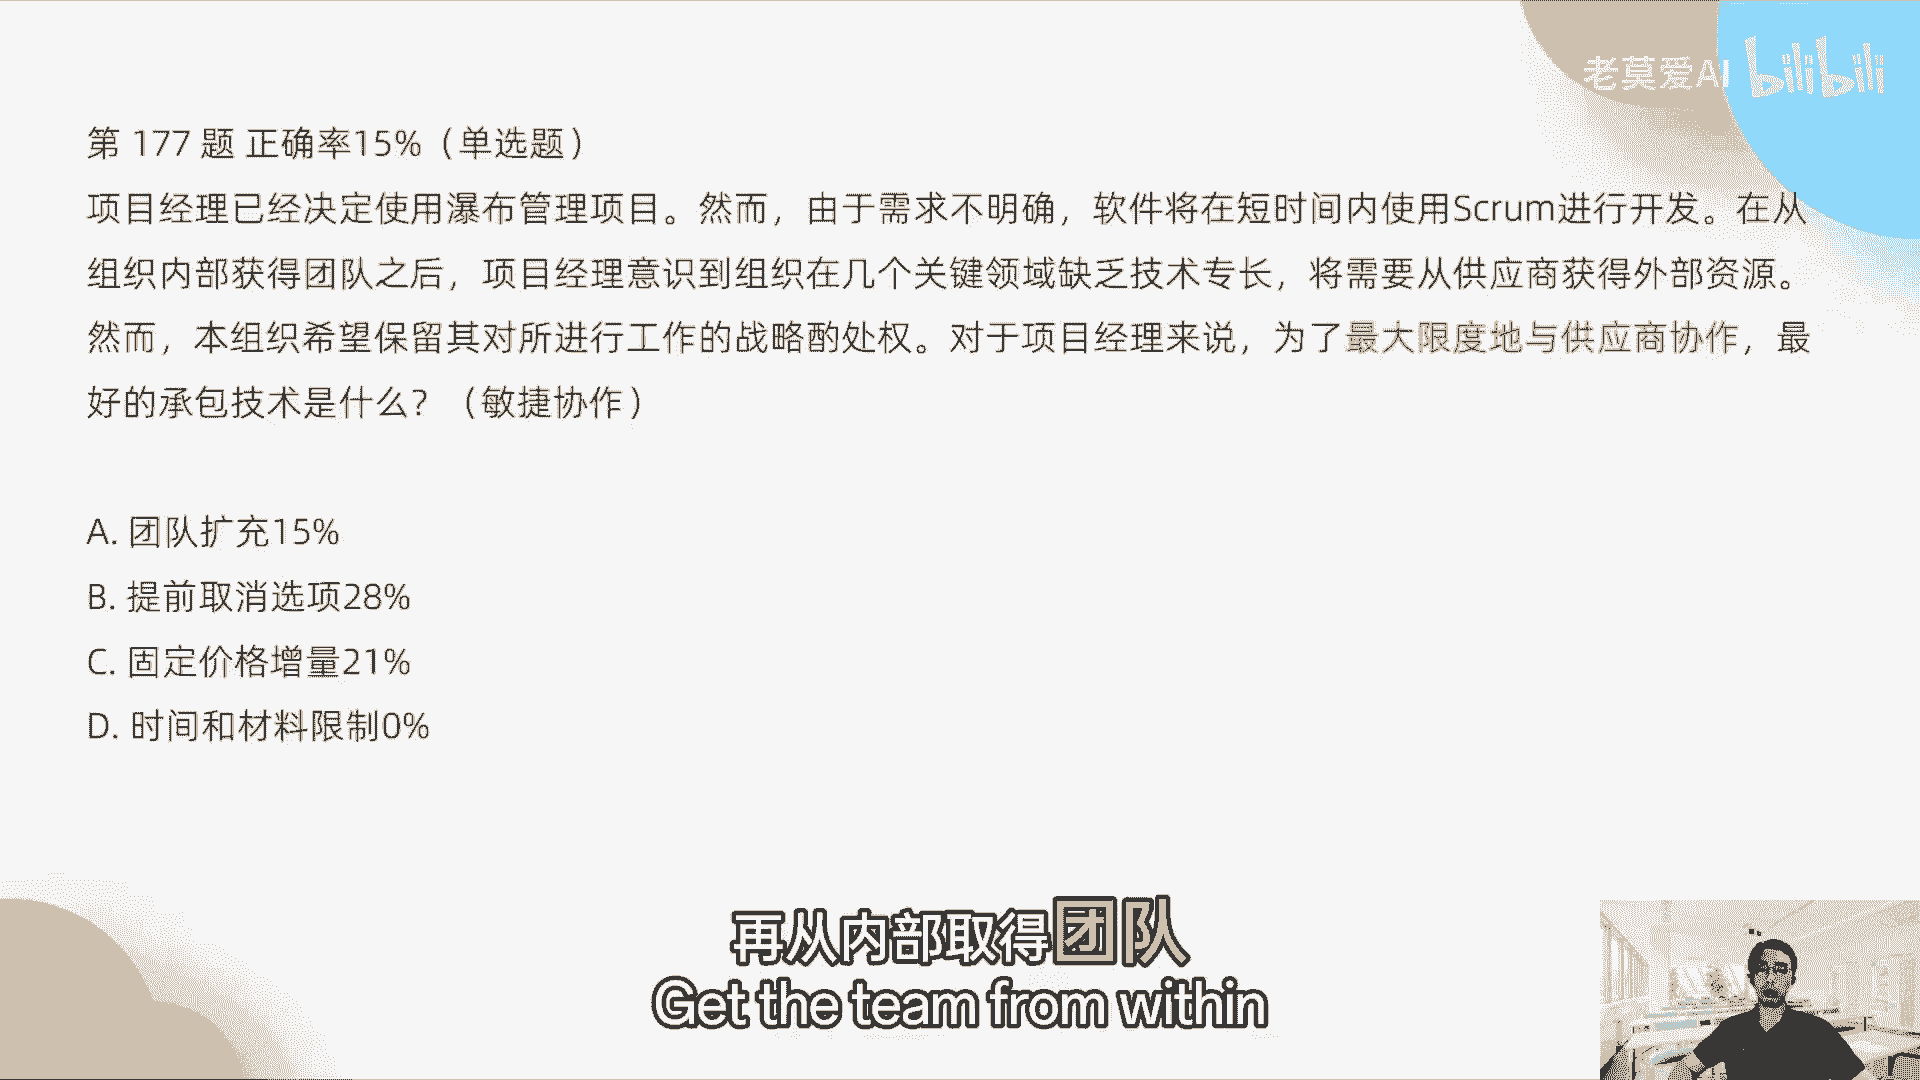 老莫爱AI bilibili
第 177 题 正确率15%（单选题）
项目经理已经决定使用瀑布管理项目。然而，由于需求不明确，软件将在短时间内使用Scrum进行开发。在从
组织内部获得团队之后，项目经理意识到组织在几个关键领域缺乏技术专长，将需要从供应商获得外部资源。
然而，本组织希望保留其对所进行工作的战略酌处权。对于项目经理来说，为了最大限度地与供应商协作，最
好的承包技术是什么？（敏捷协作）
A. 团队扩充15%
B. 提前取消选项28%
C. 固定价格增量21%
D. 时间和材料限制0%
再从内部取得团队
Get the team from within